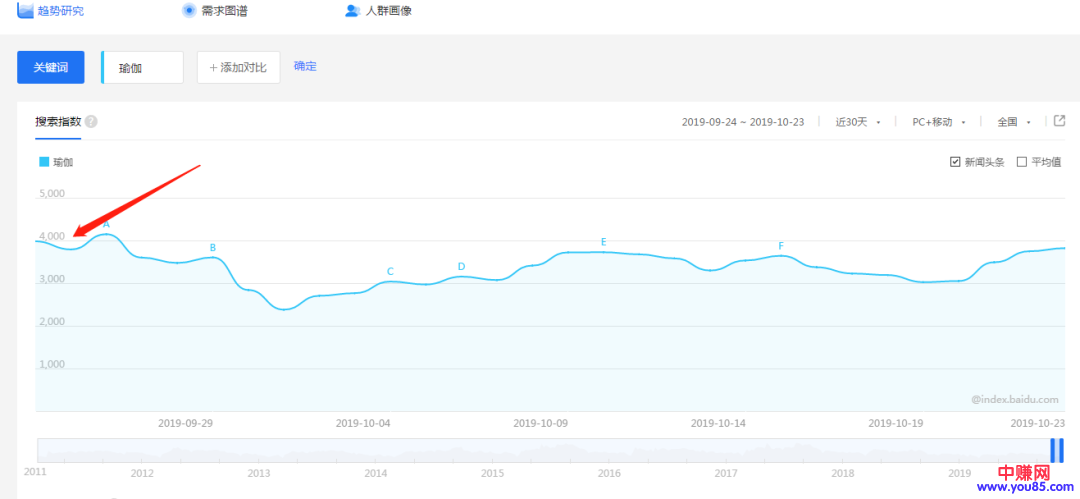 趋势研究 需求图谱 人群画像
关键词 瑜伽 + 添加对比 确定
搜索指数 ? 2019-09-24 ~ 2019-10-23 近30天 PC+移动 全国
瑜伽 新闻头条 平均值
5,000
A
4,000
B E F
C D
3,000
2,000
1,000
@index.baidu.com
2019-09-29 2019-10-04 2019-10-09 2019-10-14 2019-10-19 2019-10-23
2011 2012 2013 2014 2015 2016 2017 2018 2019
中赚网
www.you85.com